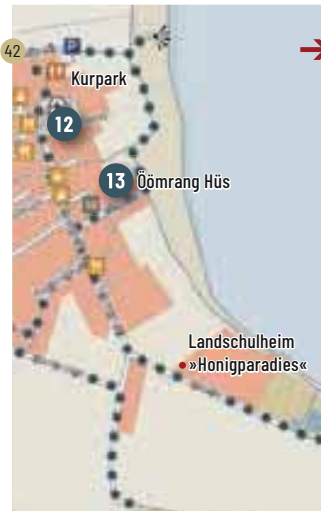 42
P
Kurpark
12
13 Öömrang Hüs
Landschulheim
»Honigparadies«